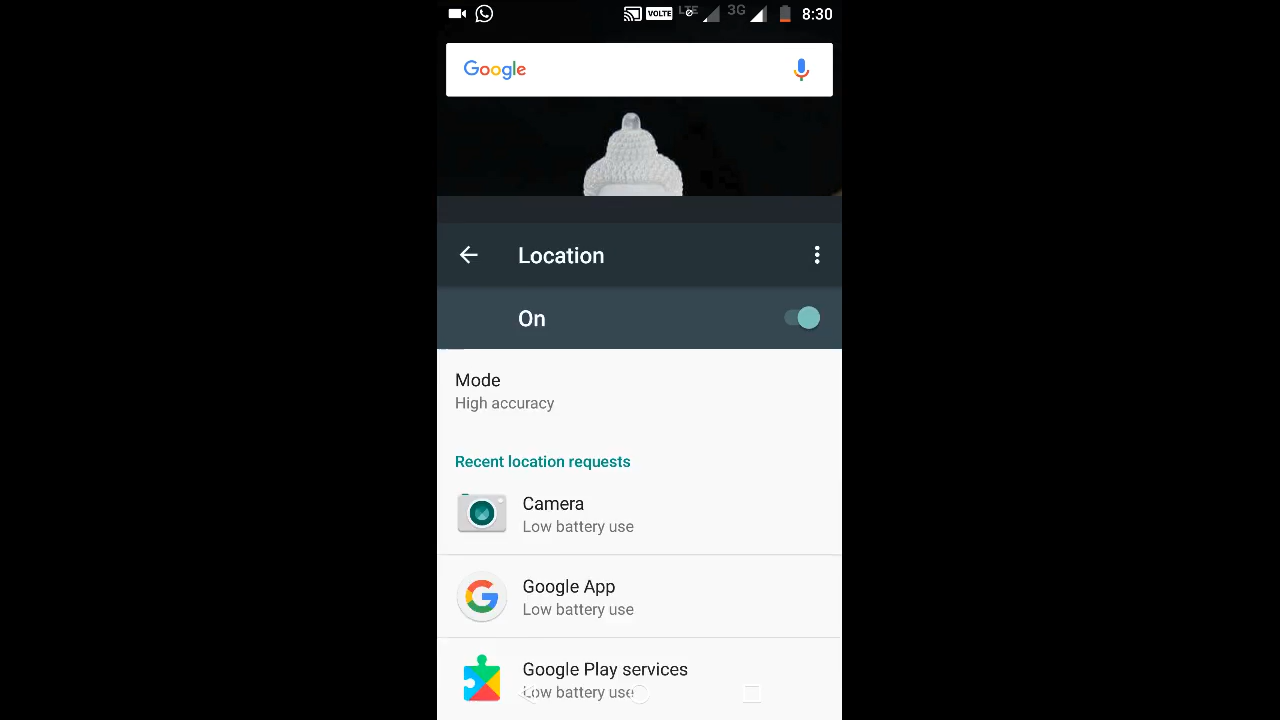 VOLTE LTE 3G 8:30
Google
Location
On
Mode
High accuracy
Recent location requests
Camera
Low battery use
Google App
Low battery use
Google Play services
Low battery use